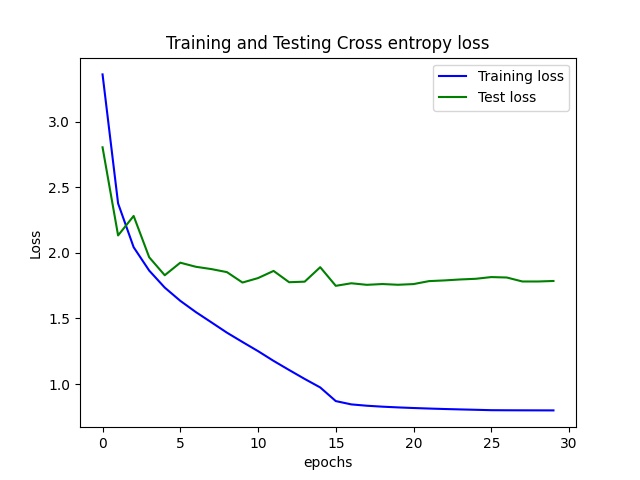 Training and Testing Cross entropy loss
Training loss
Test loss
3.0
2.5
2.0
1.5
1.0
Loss
0 5 10 15 20 25 30
epochs